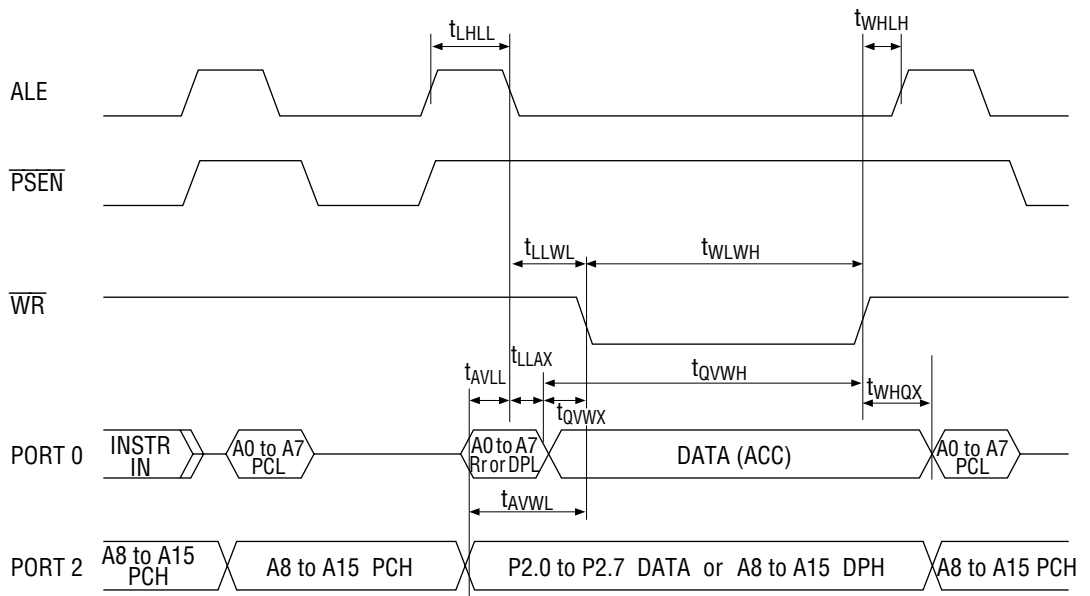 tLHLL
tWHLH
ALE
PSEN
tLLWL
tWLWH
WR
tLLAX
tAVLL
tQVWH
tQVWX
tWHQX
PORT 0
INSTR
IN
A0 to A7
PCL
A0 to A7
Rr or DPL
DATA (ACC)
A0 to A7
PCL
tAVWL
PORT 2
A8 to A15
PCH
A8 to A15 PCH
P2.0 to P2.7 DATA or A8 to A15 DPH
A8 to A15 PCH